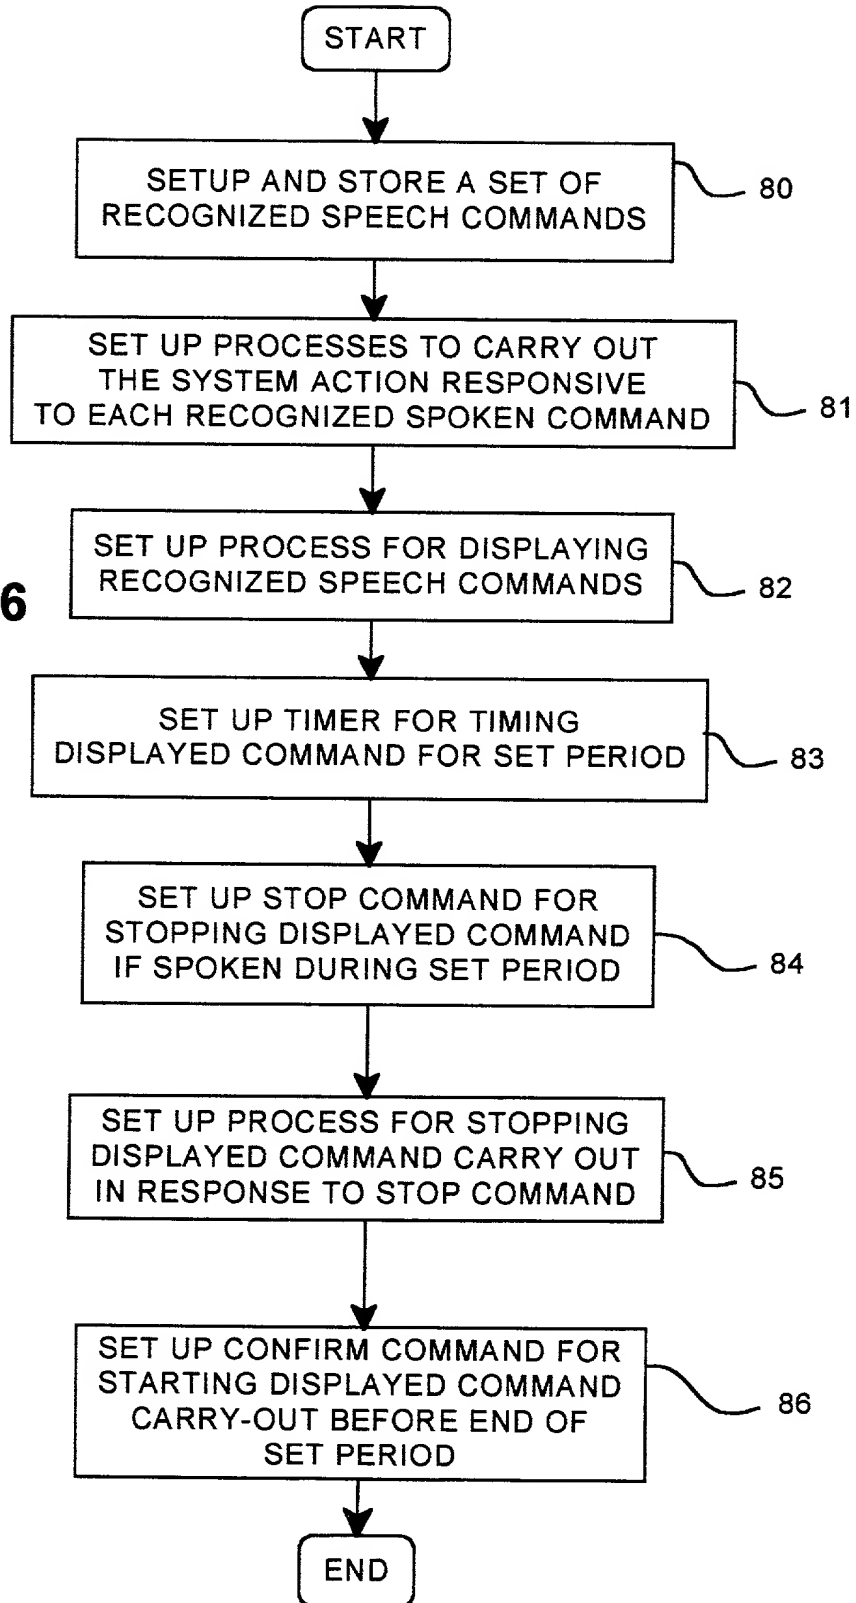 START
SETUP AND STORE A SET OF
RECOGNIZED SPEECH COMMANDS
80
SET UP PROCESSES TO CARRY OUT
THE SYSTEM ACTION RESPONSIVE
TO EACH RECOGNIZED SPOKEN COMMAND
81
SET UP PROCESS FOR DISPLAYING
RECOGNIZED SPEECH COMMANDS
82
6
SET UP TIMER FOR TIMING
DISPLAYED COMMAND FOR SET PERIOD
83
SET UP STOP COMMAND FOR
STOPPING DISPLAYED COMMAND
IF SPOKEN DURING SET PERIOD
84
SET UP PROCESS FOR STOPPING
DISPLAYED COMMAND CARRY OUT
IN RESPONSE TO STOP COMMAND
85
SET UP CONFIRM COMMAND FOR
STARTING DISPLAYED COMMAND
CARRY-OUT BEFORE END OF
SET PERIOD
86
END